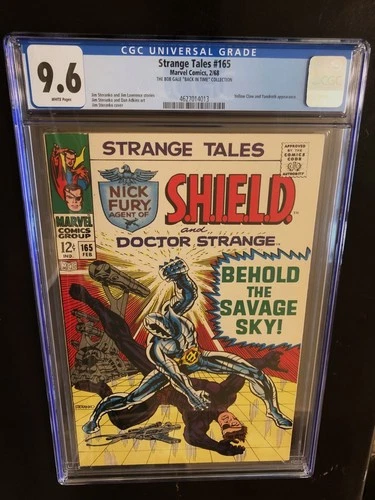 CGC UNIVERSAL GRADE
9.6
WHITE Pages
Strange Tales #165
Marvel Comics, 2/68
THE BOB GALE "BACK IN TIME" COLLECTION
Jim Steranko and Jim Lawrence stories
Jim Steranko and Dan Adkins art
Jim Steranko cover
Yellow Claw and Yandroth appearance.
4627014013
STRANGE TALES
APPROVED
BY THE
COMICS
CODE
AUTHORITY
NICK
FURY,
AGENT OF
S.H.I.E.L.D.
and
DOCTOR STRANGE
MARVEL
COMICS
GROUP
12¢
IND.
165
FEB
BEHOLD
THE
SAVAGE
SKY!